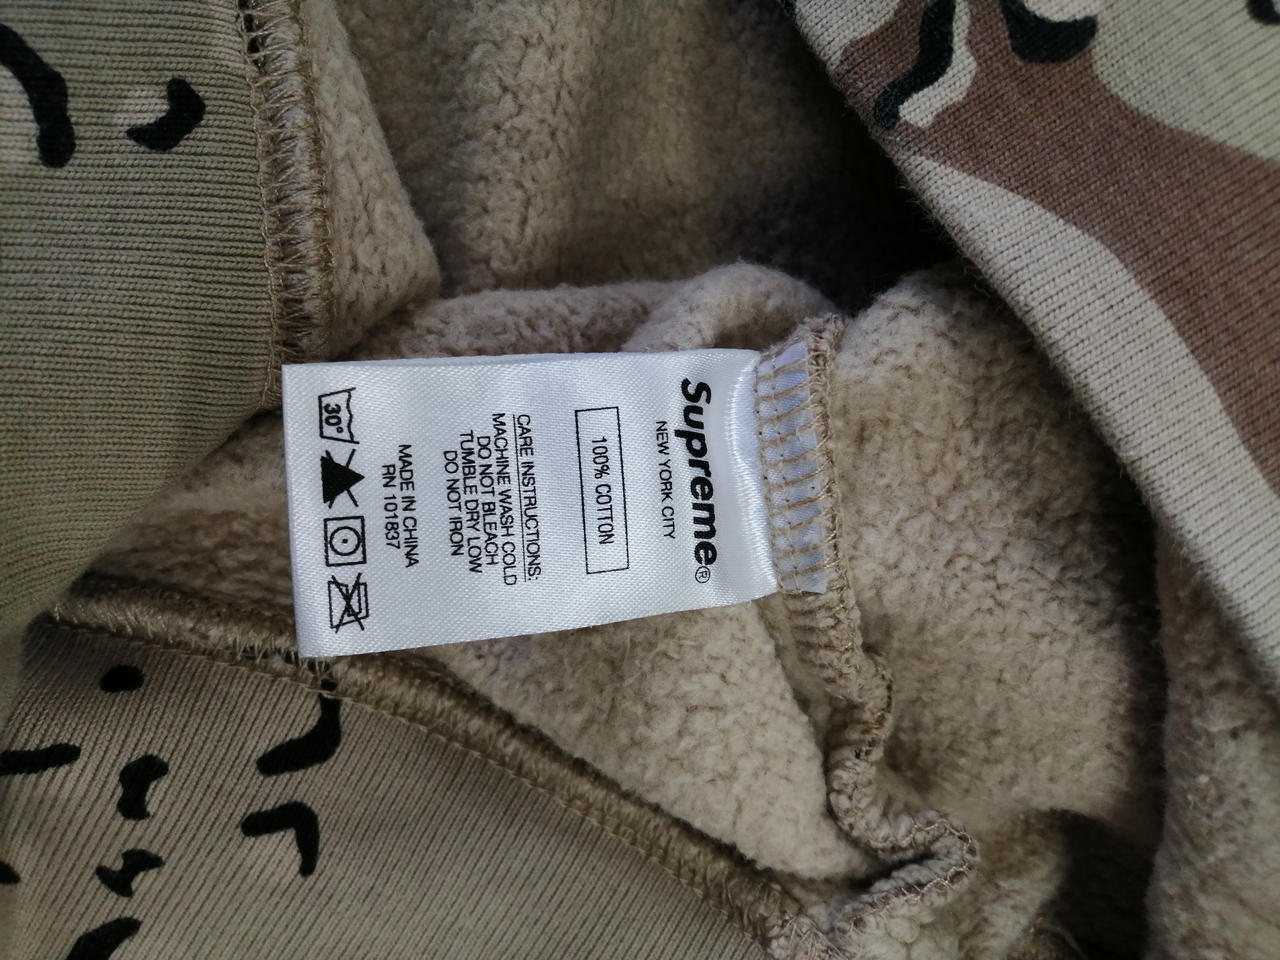 Supreme®
NEW YORK CITY
100% COTTON
CARE INSTRUCTIONS:
MACHINE WASH COLD
DO NOT BLEACH
TUMBLE DRY LOW
DO NOT IRON
MADE IN CHINA
RN 101837
30°